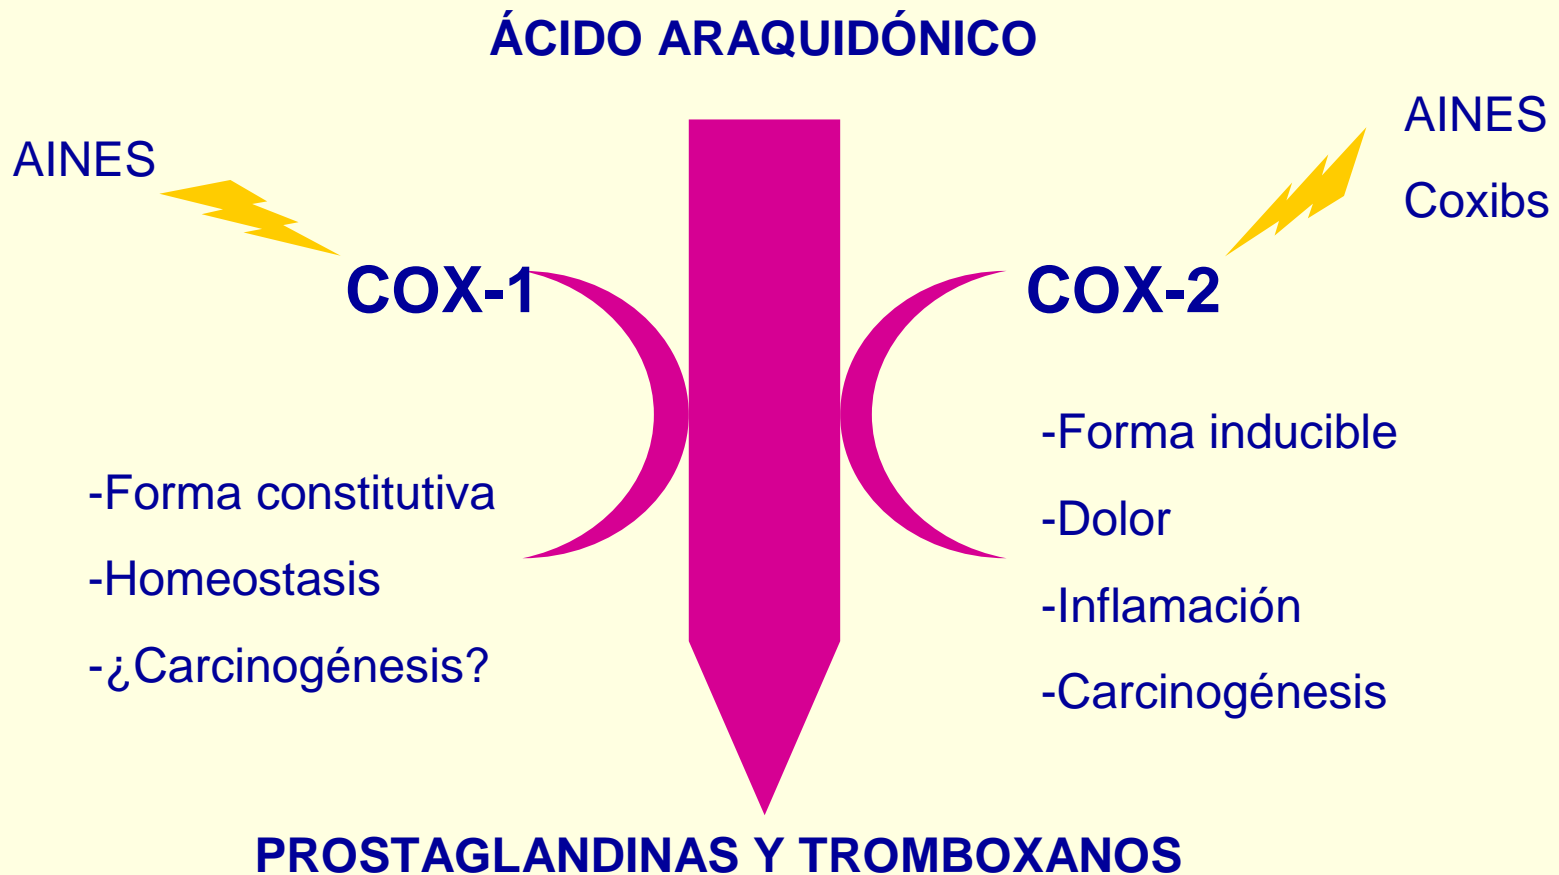 ÁCIDO ARAQUIDÓNICO
AINES
COX-1
-Forma constitutiva
-Homeostasis
-¿Carcinogénesis?
AINES
Coxibs
COX-2
-Forma inducible
-Dolor
-Inflamación
-Carcinogénesis
PROSTAGLANDINAS Y TROMBOXANOS